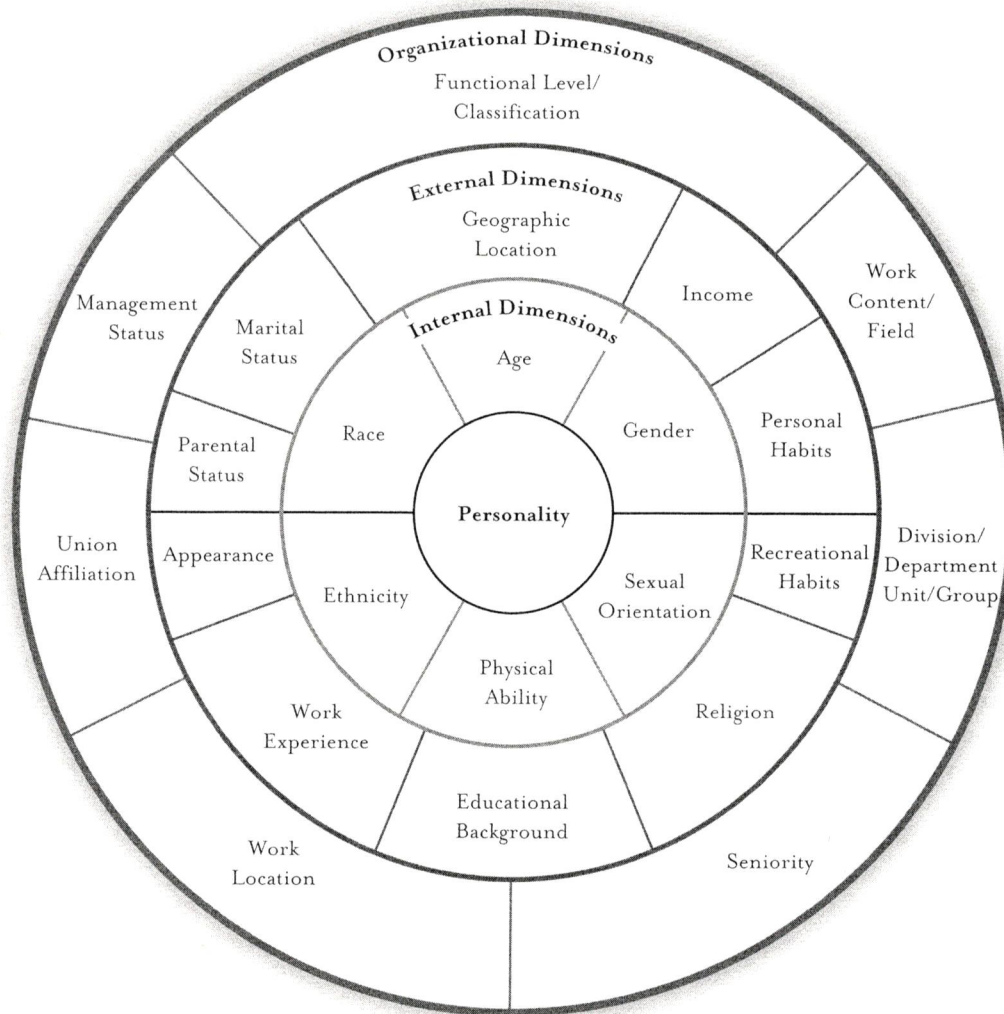 Organizational Dimensions
Functional Level/
Classification
External Dimensions
Geographic
Location
Income
Work
Content/
Field
Management
Status
Marital
Status
Internal Dimensions
Age
Race
Gender
Personal
Habits
Parental
Status
Personality
Union
Affiliation
Appearance
Ethnicity
Sexual
Orientation
Recreational
Habits
Division/
Department
Unit/Group
Physical
Ability
Work
Experience
Religion
Educational
Background
Work
Location
Seniority